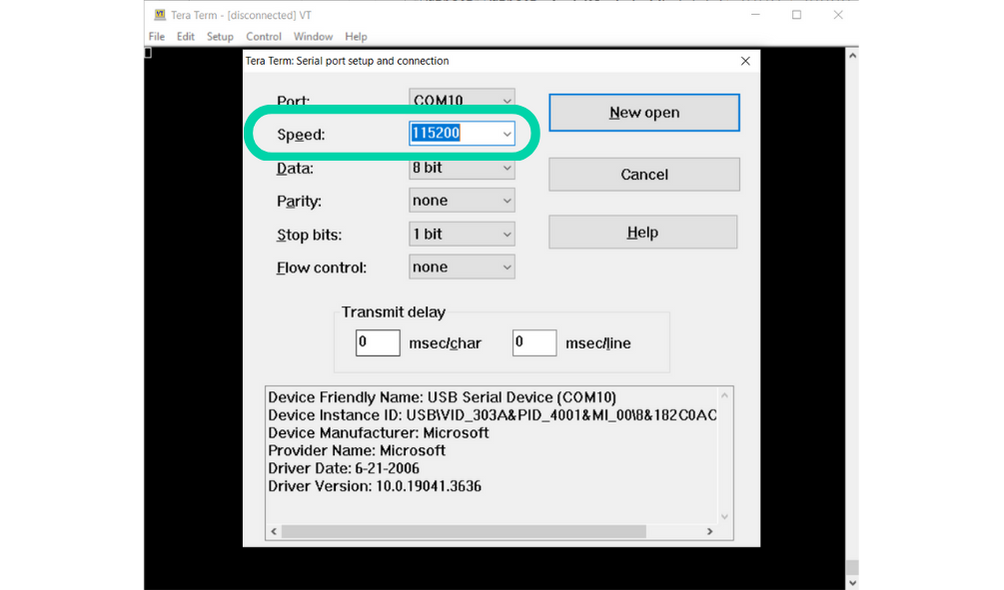 Tera Term - [disconnected] VT
File Edit Setup Control Window Help
Tera Term: Serial port setup and connection
Port: COM10
New open
Speed: 115200
Data: 8 bit
Cancel
Parity: none
Stop bits: 1 bit
Help
Flow control: none
Transmit delay
0 msec/char 0 msec/line
Device Friendly Name: USB Serial Device (COM10)
Device Instance ID: USB\VID_303A&PID_4001&MI_00\8&182C0AC
Device Manufacturer: Microsoft
Provider Name: Microsoft
Driver Date: 6-21-2006
Driver Version: 10.0.19041.3636